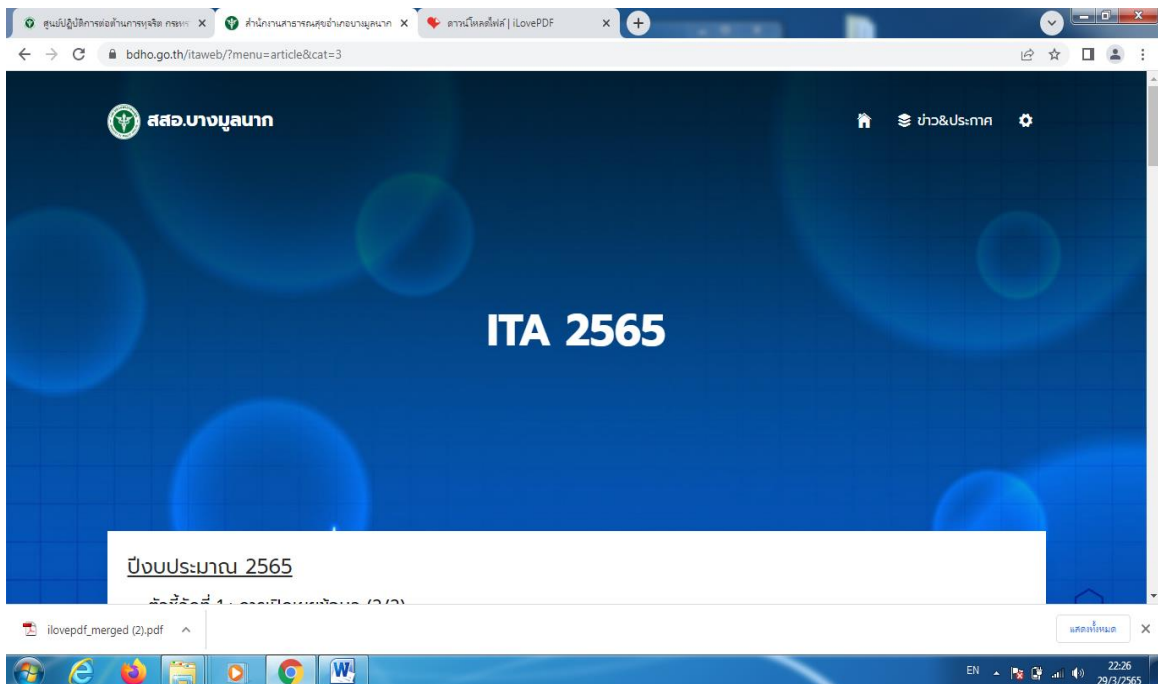 ศูนย์ปฏิบัติการต่อต้านการทุจริต กระทร
สำนักงานสาธารณสุขอำเภอบางมูลนาก
ดาวน์โหลดไฟล์ | iLovePDF
bdho.go.th/itaweb/?menu=article&cat=3
สสอ.บางมูลนาก
ข่าว&ประกาศ
ITA 2565
ปีงบประมาณ 2565
ilovepdf_merged (2).pdf
แสดงทั้งหมด
EN
22:26
29/3/2565